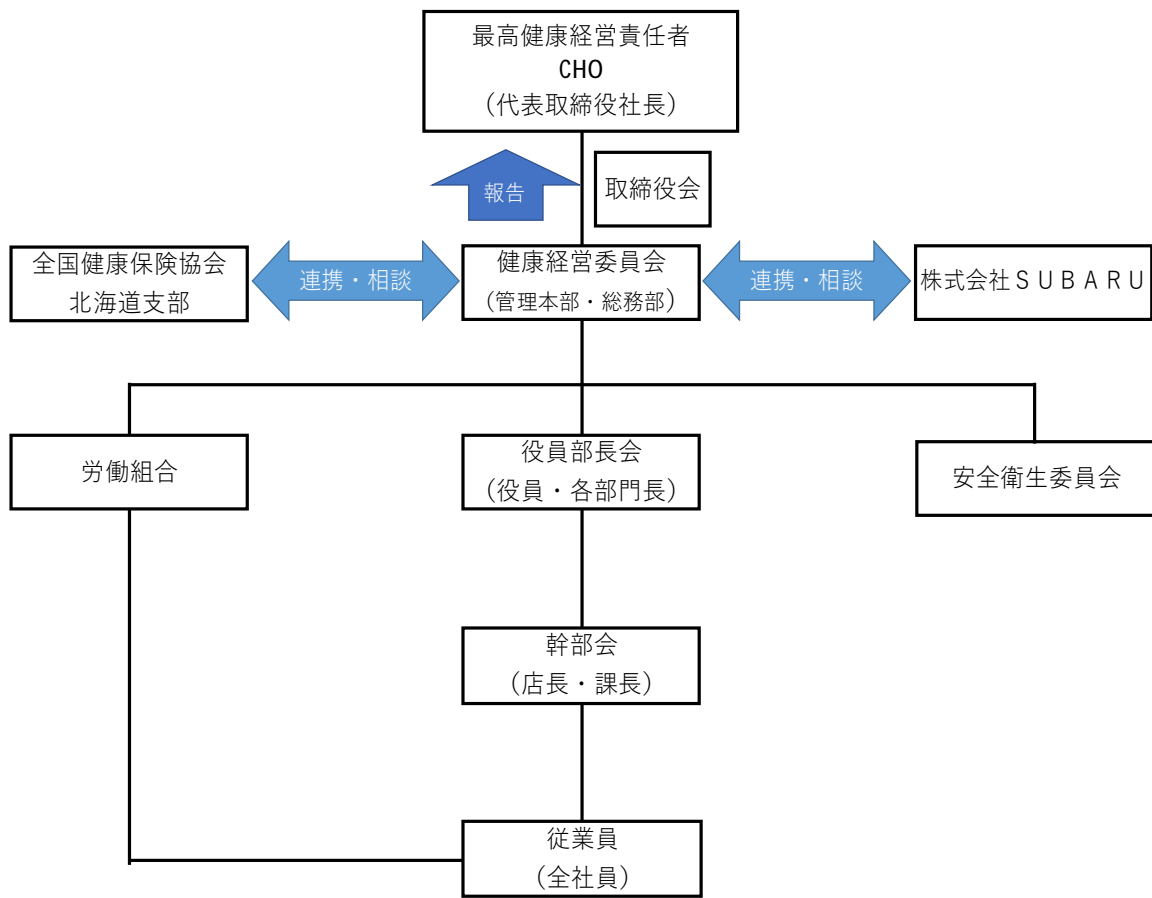 最高健康経営責任者
CHO
(代表取締役社長)
報告
取締役会
全国健康保険協会
北海道支部
連携・相談
健康経営委員会
(管理本部・総務部)
連携・相談
株式会社ＳＵＢＡＲＵ
労働組合
役員部長会
(役員・各部門長)
安全衛生委員会
幹部会
(店長・課長)
従業員
(全社員)